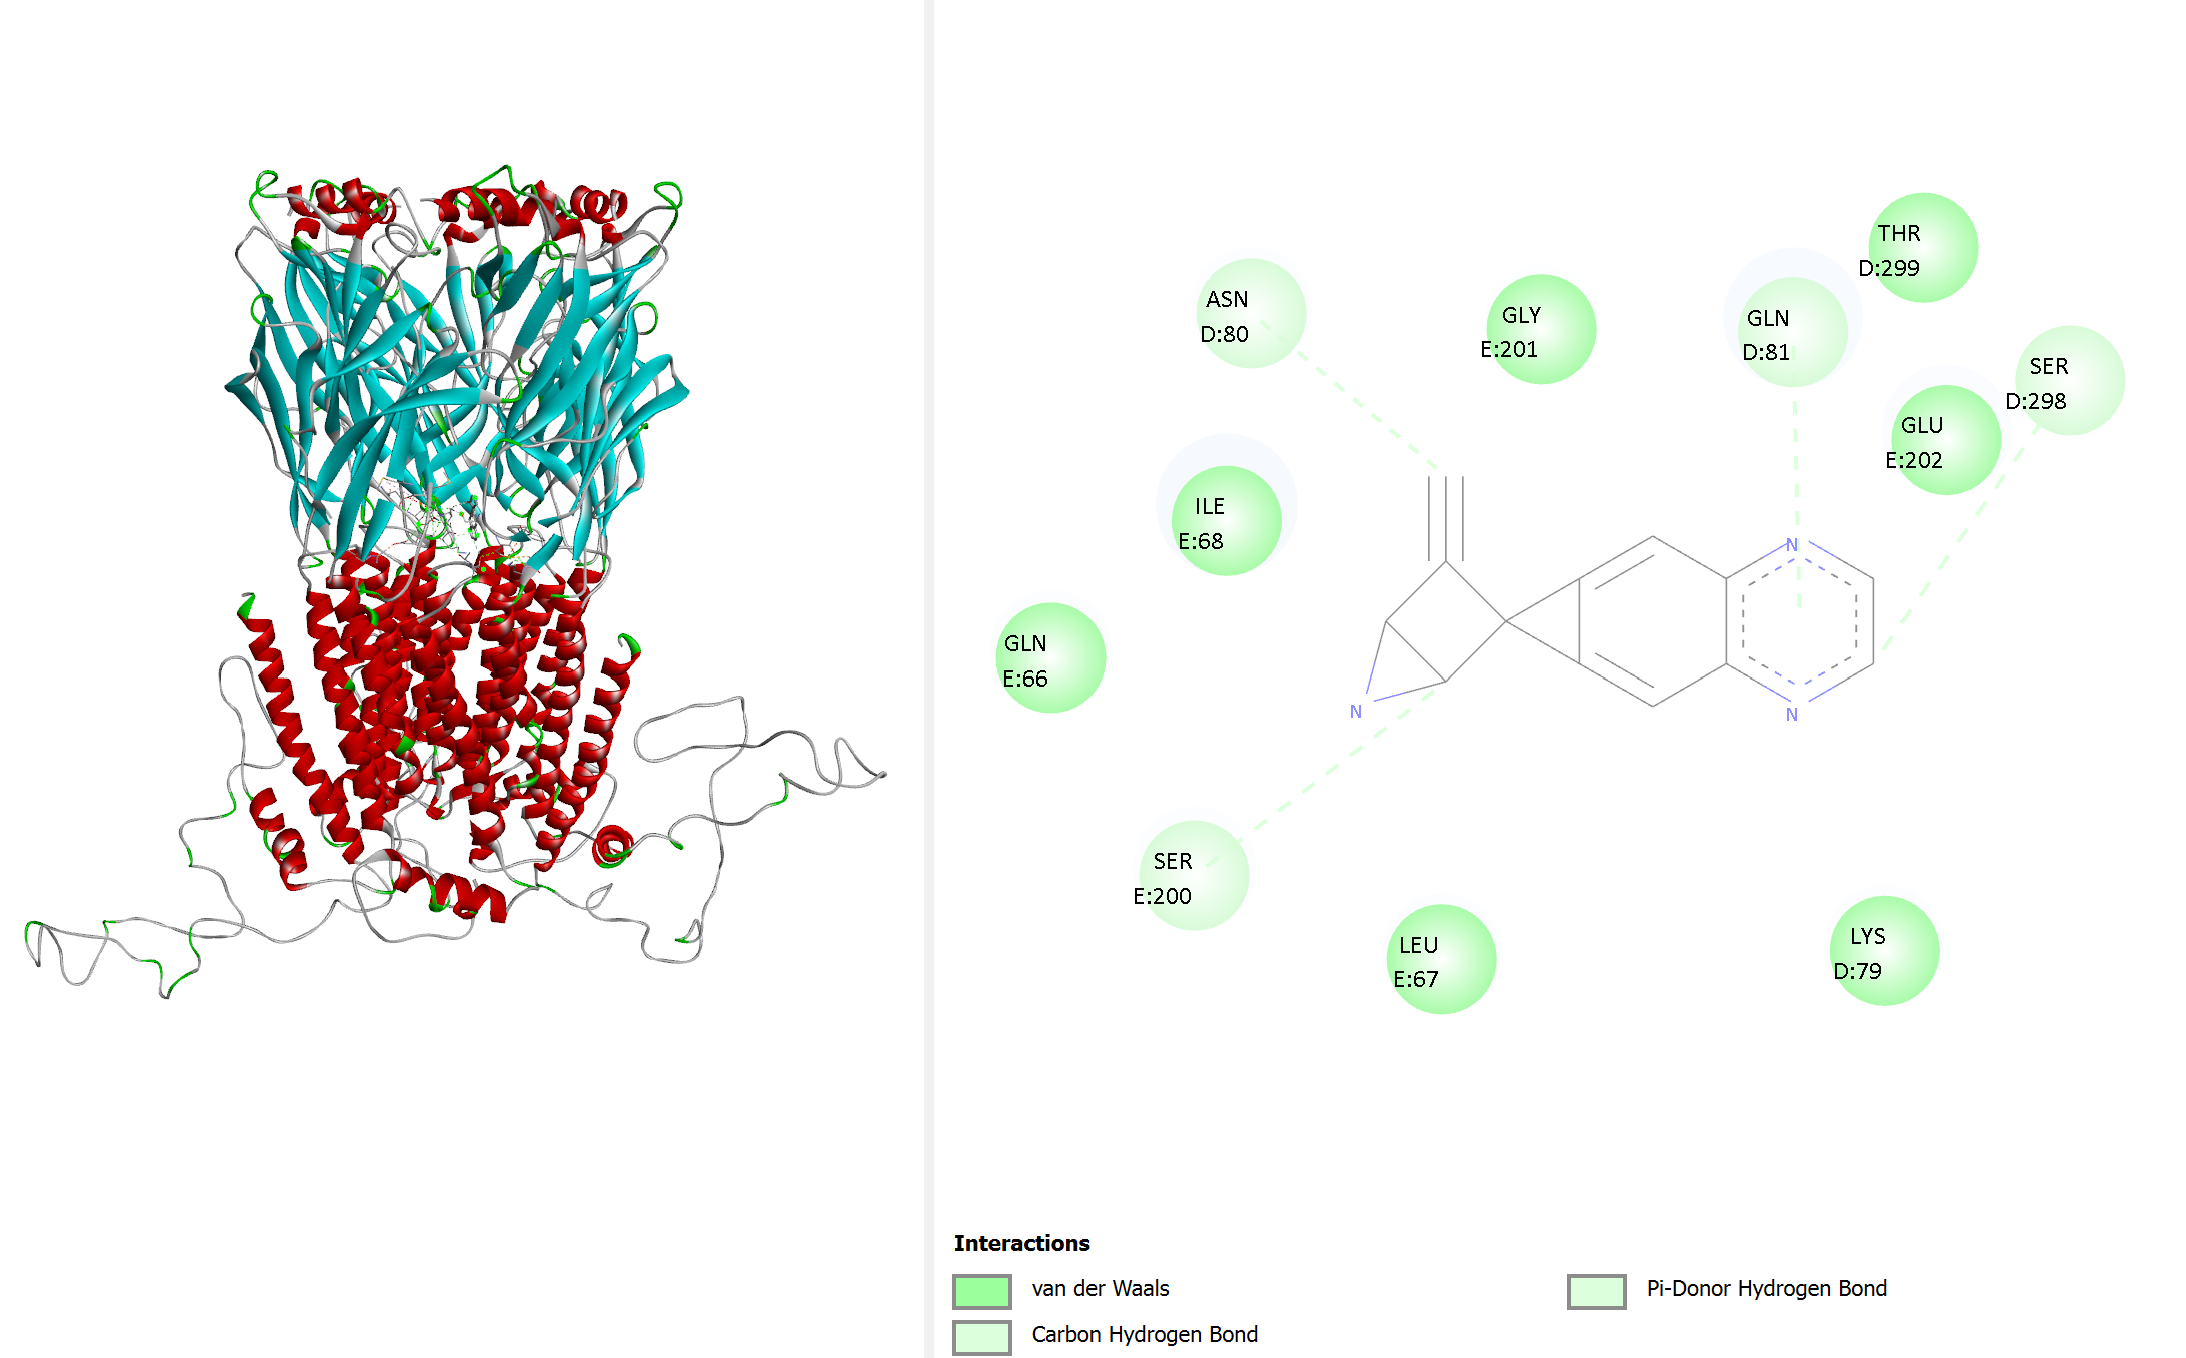 THR
D:299
ASN
D:80
GLY
E:201
GLN
D:81
SER
D:298
GLU
E:202
ILE
E:68
N
GLN
E:66
N
N
SER
E:200
LEU
E:67
LYS
D:79
Interactions
van der Waals
Carbon Hydrogen Bond
Pi-Donor Hydrogen Bond